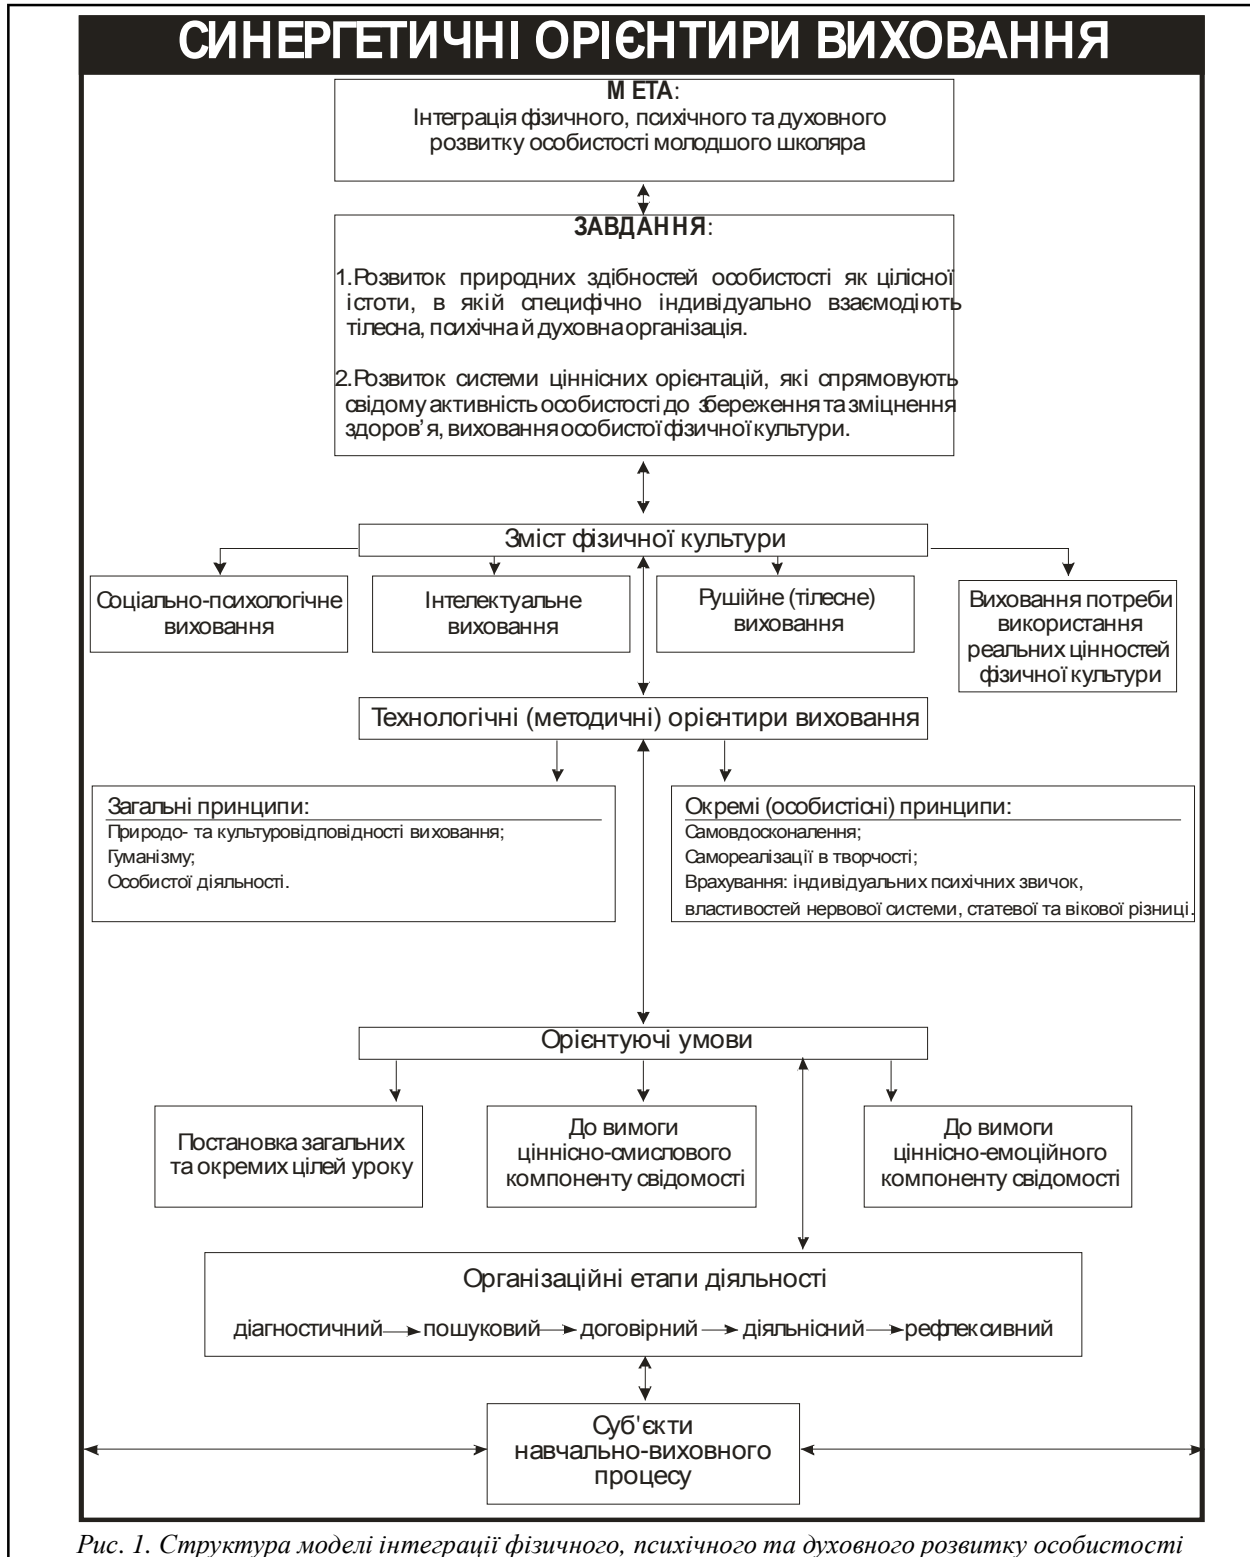 СИНЕРГЕТИЧНІ ОРІЄНТИРИ ВИХОВАННЯ
МЕТА:
Інтеграція фізичного, психічного та духовного
розвитку особистості молодшого школяра
ЗАВДАННЯ:
1.Розвиток природних здібностей особистості як цілісної
істоти, в якій специфічно індивідуально взаємодіють
тілесна, психічна й духовна організація.
2.Розвиток системи ціннісних орієнтацій, які спрямовують
свідому активність особистості до збереження та зміцнення
здоров'я, виховання особистої фізичної культури.
Зміст фізичної культури
Соціально-психологічне
виховання
Інтелектуальне
виховання
Рушійне (тілесне)
виховання
Виховання потреби
використання
реальних цінностей
фізичної культури
Технологічні (методичні) орієнтири виховання
Загальні принципи:
Природо- та культуровідповідності виховання;
Гуманізму;
Особистої діяльності.
Окремі (особистісні) принципи:
Самовдосконалення;
Самореалізації в творчості;
Врахування: індивідуальних психічних звичок,
властивостей нервової системи, статевої та вікової різниці.
Орієнтуючі умови
Постановка загальних
та окремих цілей уроку
До вимоги
ціннісно-смислового
компоненту свідомості
До вимоги
ціннісно-емоційного
компоненту свідомості
Організаційні етапи діяльності
діагностичний пошуковий договірний діяльнісний рефлексивний
Суб'єкти
навчально-виховного
процесу
Рис. 1. Структура моделі інтеграції фізичного, психічного та духовного розвитку особистості